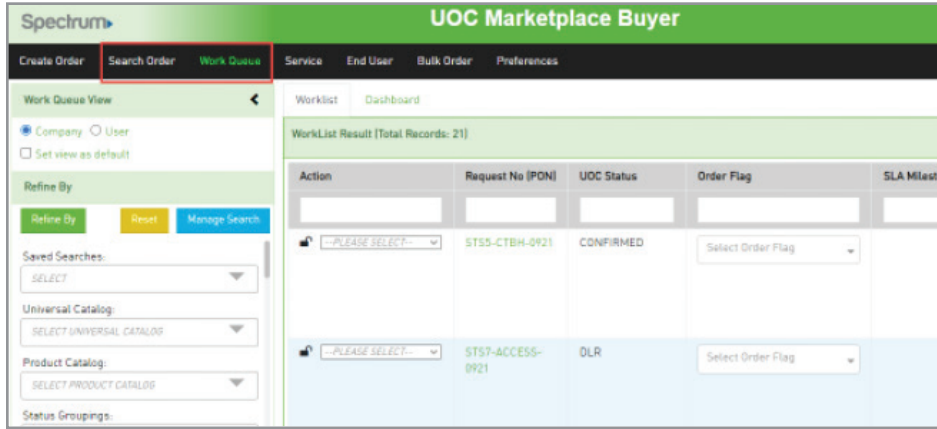 Spectrum
UOC Marketplace Buyer
Create Order Search Order Work Queue Service End User Bulk Order Preferences
Work Queue View
Company User
Set view as default
Refine By
Refine By Reset Manage Search
Saved Searches:
SELECT
Universal Catalog:
SELECT UNIVERSAL CATALOG
Product Catalog:
SELECT PRODUCT CATALOG
Status Groupings:
Worklist Dashboard
WorkList Result (Total Records: 21)
Action Request No (PON) UOC Status Order Flag SLA Milest
--PLEASE SELECT-- STS5-CTBH-0921 CONFIRMED Select Order Flag
--PLEASE SELECT-- STS7-ACCESS- DLR Select Order Flag
0921